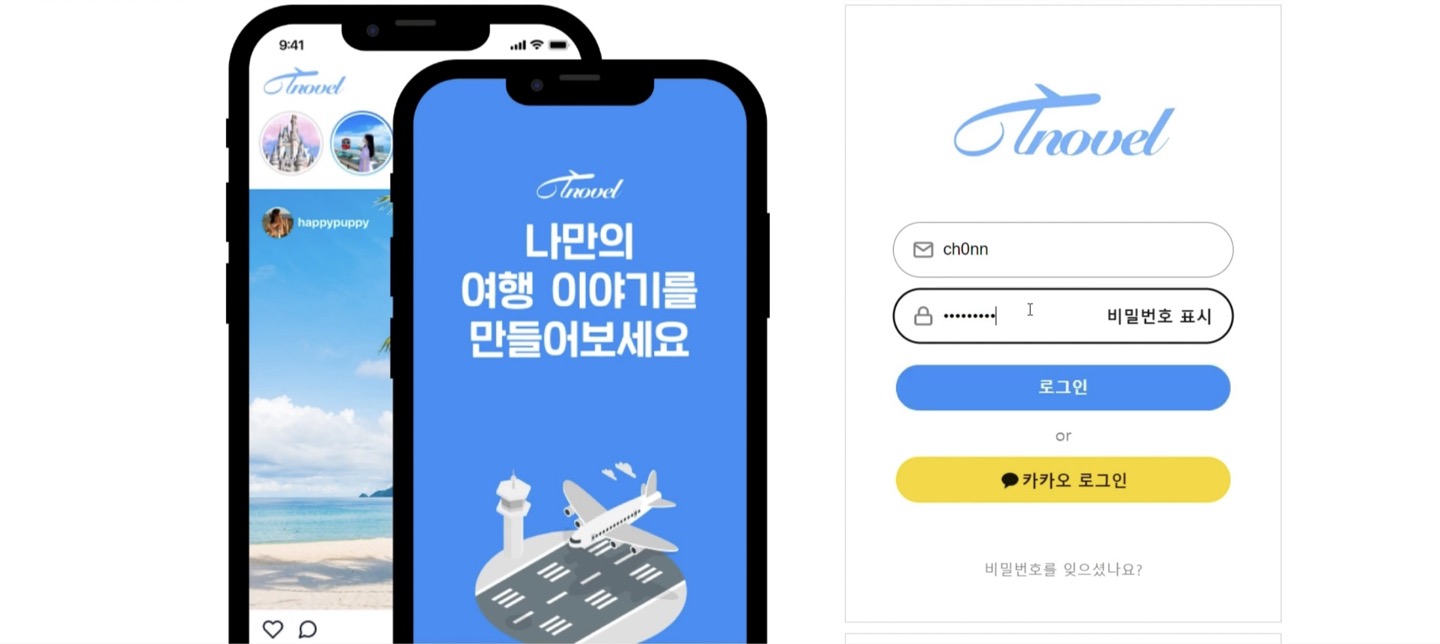 9:41
Tnovel
happypuppy
Tnovel
나만의
여행 이야기를
만들어보세요
Tnovel
ch0nn
•••••••••
비밀번호 표시
로그인
or
카카오 로그인
비밀번호를 잊으셨나요?